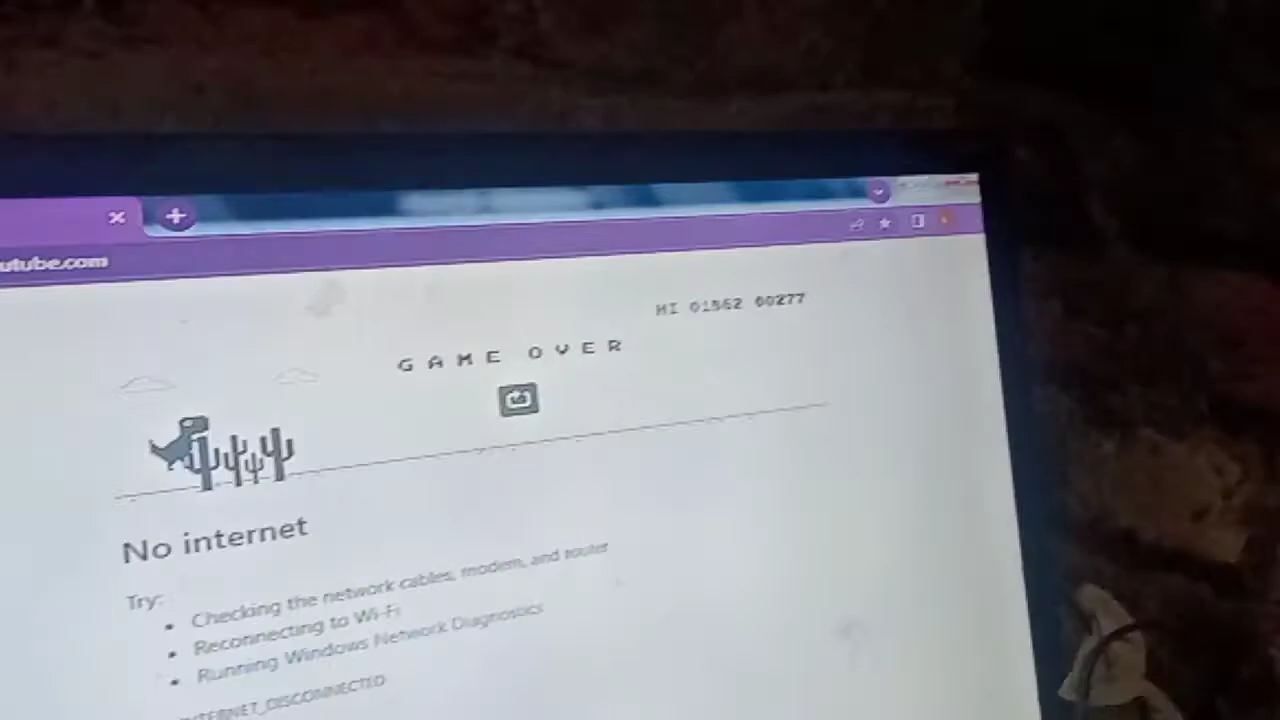 utube.com
HI 01562 00277
GAME OVER
No internet
Try:
Checking the network cables, modem, and router
Reconnecting to Wi-Fi
Running Windows Network Diagnostics
NTERNET_DISCONNECTED